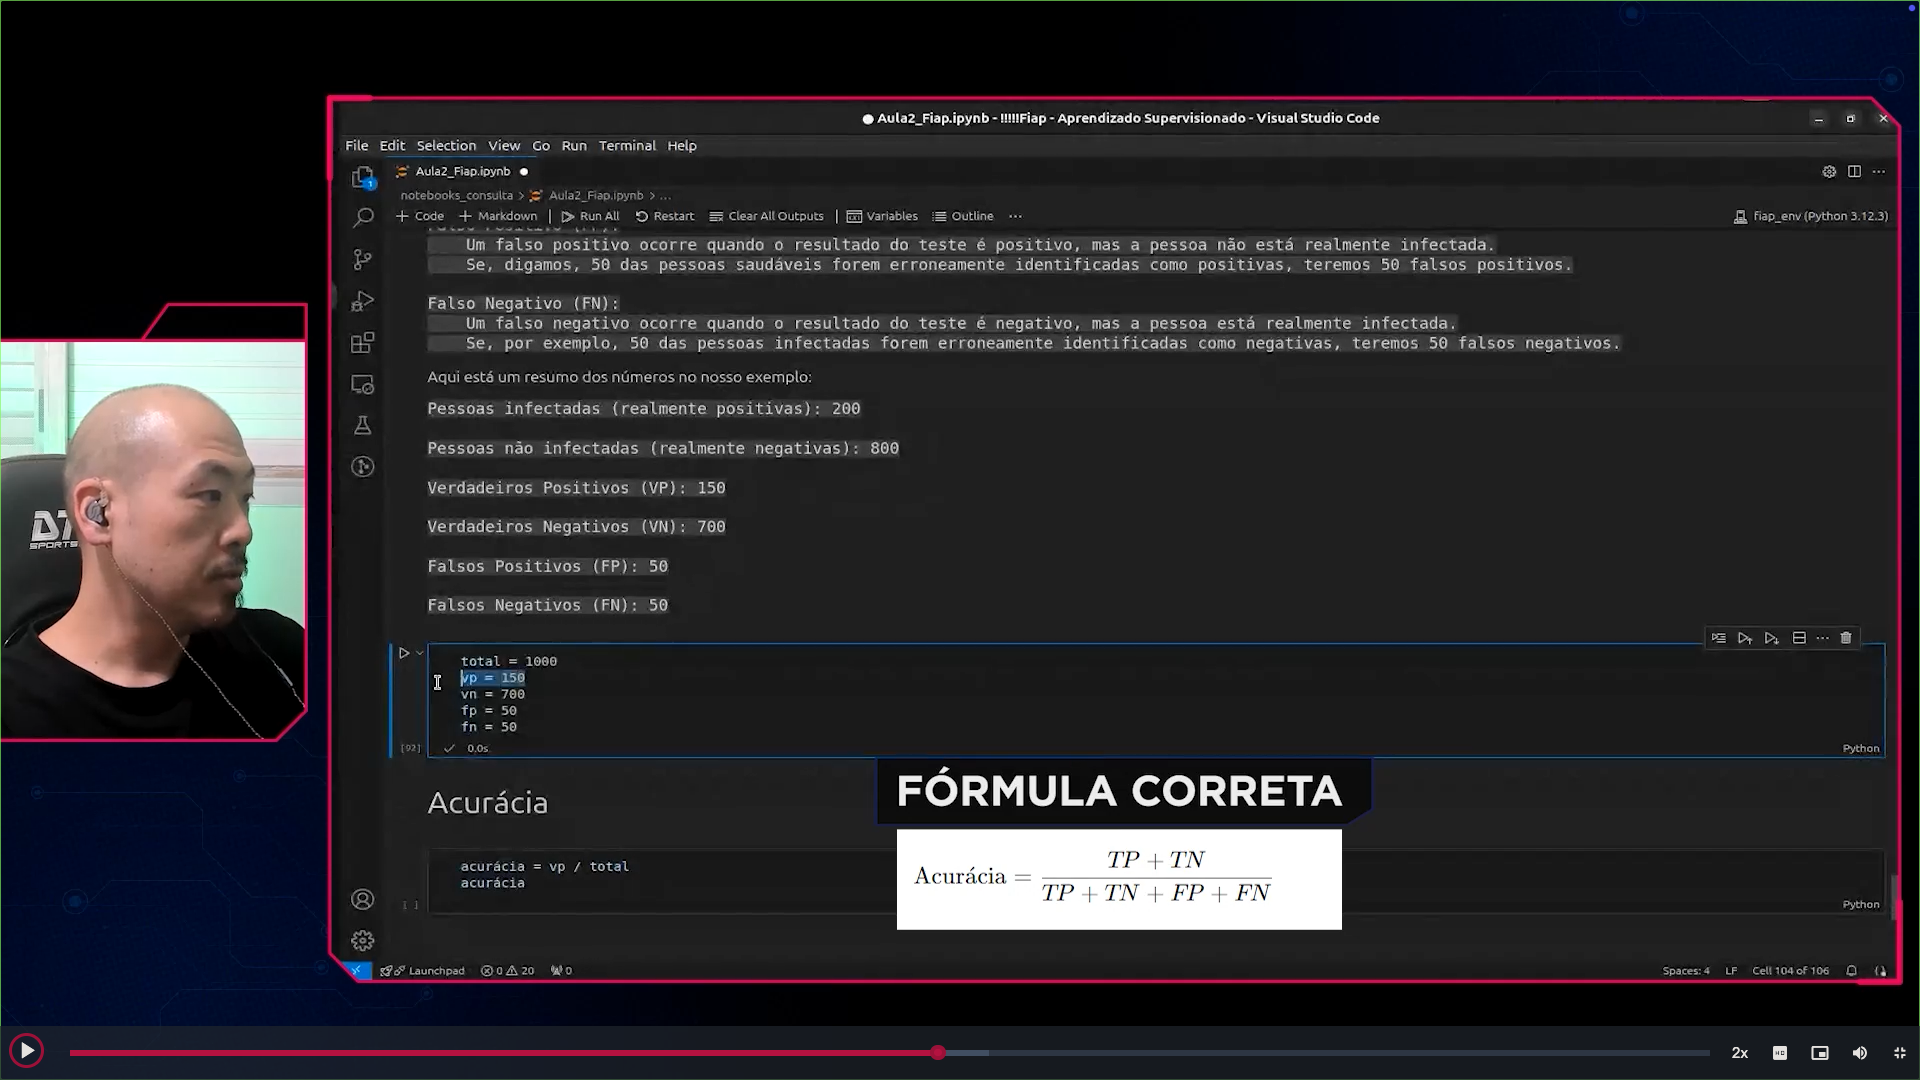 Aula2_Fiap.ipynb - !!!!!Fiap - Aprendizado Supervisionado - Visual Studio Code
File Edit Selection View Go Run Terminal Help
Aula2_Fiap.ipynb
notebooks_consulta > Aula2_Fiap.ipynb > ...
+ Code + Markdown | Run All Restart Clear All Outputs | Variables Outline ...
fiap_env (Python 3.12.3)
Um falso positivo ocorre quando o resultado do teste é positivo, mas a pessoa não está realmente infectada.
Se, digamos, 50 das pessoas saudáveis forem erroneamente identificadas como positivas, teremos 50 falsos positivos.
Falso Negativo (FN):
Um falso negativo ocorre quando o resultado do teste é negativo, mas a pessoa está realmente infectada.
Se, por exemplo, 50 das pessoas infectadas forem erroneamente identificadas como negativas, teremos 50 falsos negativos.
Aqui está um resumo dos números no nosso exemplo:
Pessoas infectadas (realmente positivas): 200
Pessoas não infectadas (realmente negativas): 800
Verdadeiros Positivos (VP): 150
Verdadeiros Negativos (VN): 700
Falsos Positivos (FP): 50
Falsos Negativos (FN): 50
total = 1000
vp = 150
vn = 700
fp = 50
fn = 50
[92] 0.0s
Python
Acurácia
FÓRMULA CORRETA
acurácia = vp / total
acurácia
Acurácia = TP + TN
TP + TN + FP + FN
[ ]
Python
Launchpad 0 20 0
Spaces: 4 LF Cell 104 of 106
SPORTS
1
2x
HD